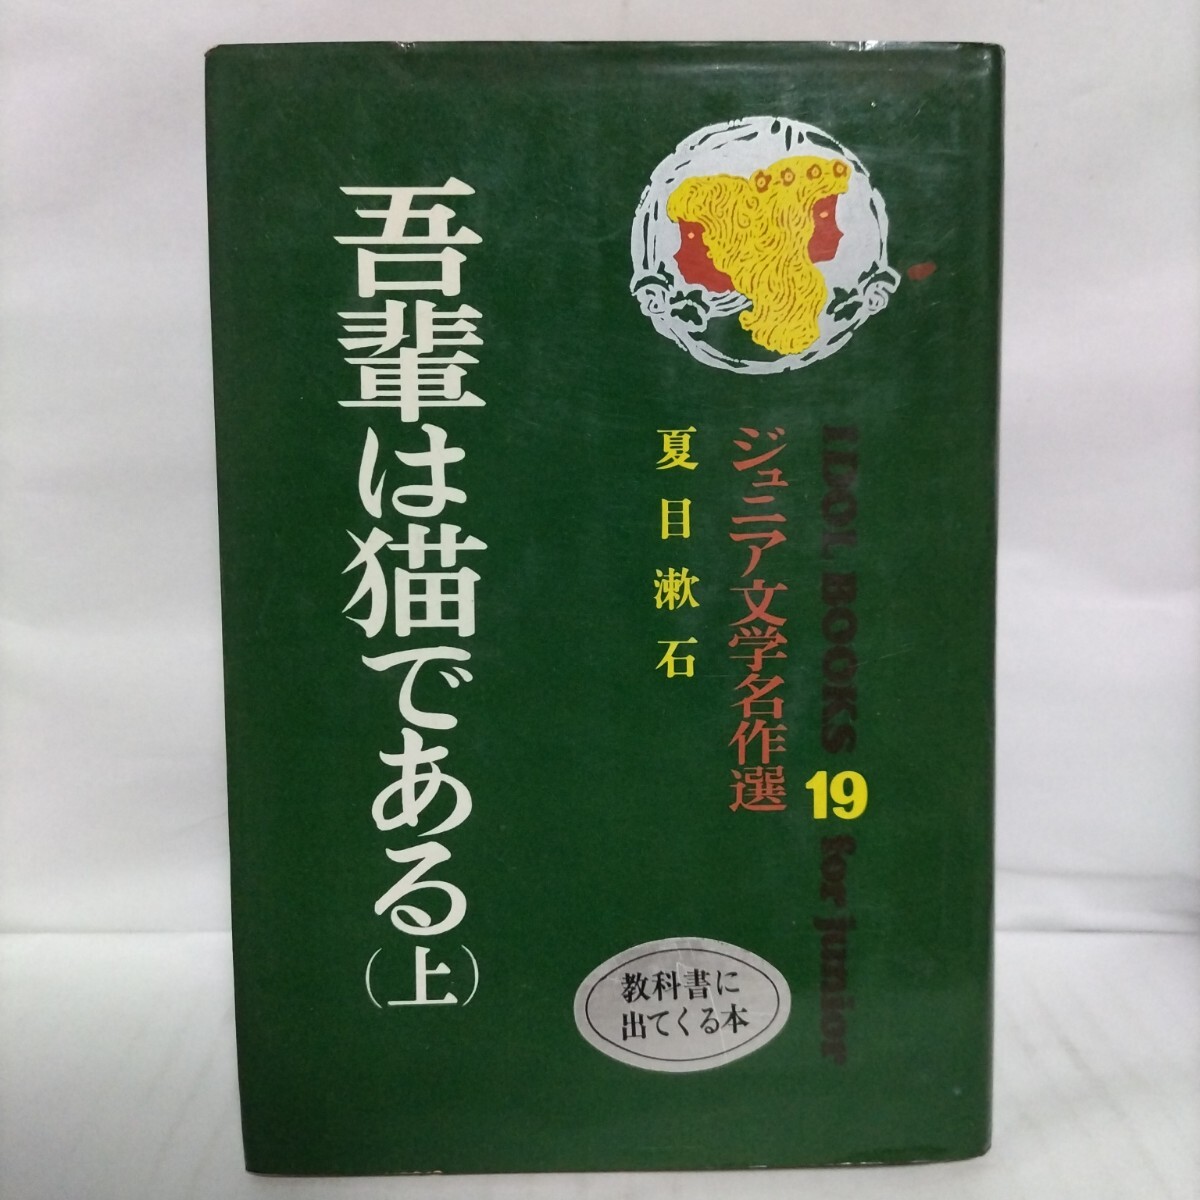 IDOL BOOKS 19 for junior
ジュニア文学名作選
夏目漱石
吾輩は猫である(上)
教科書に
出てくる本